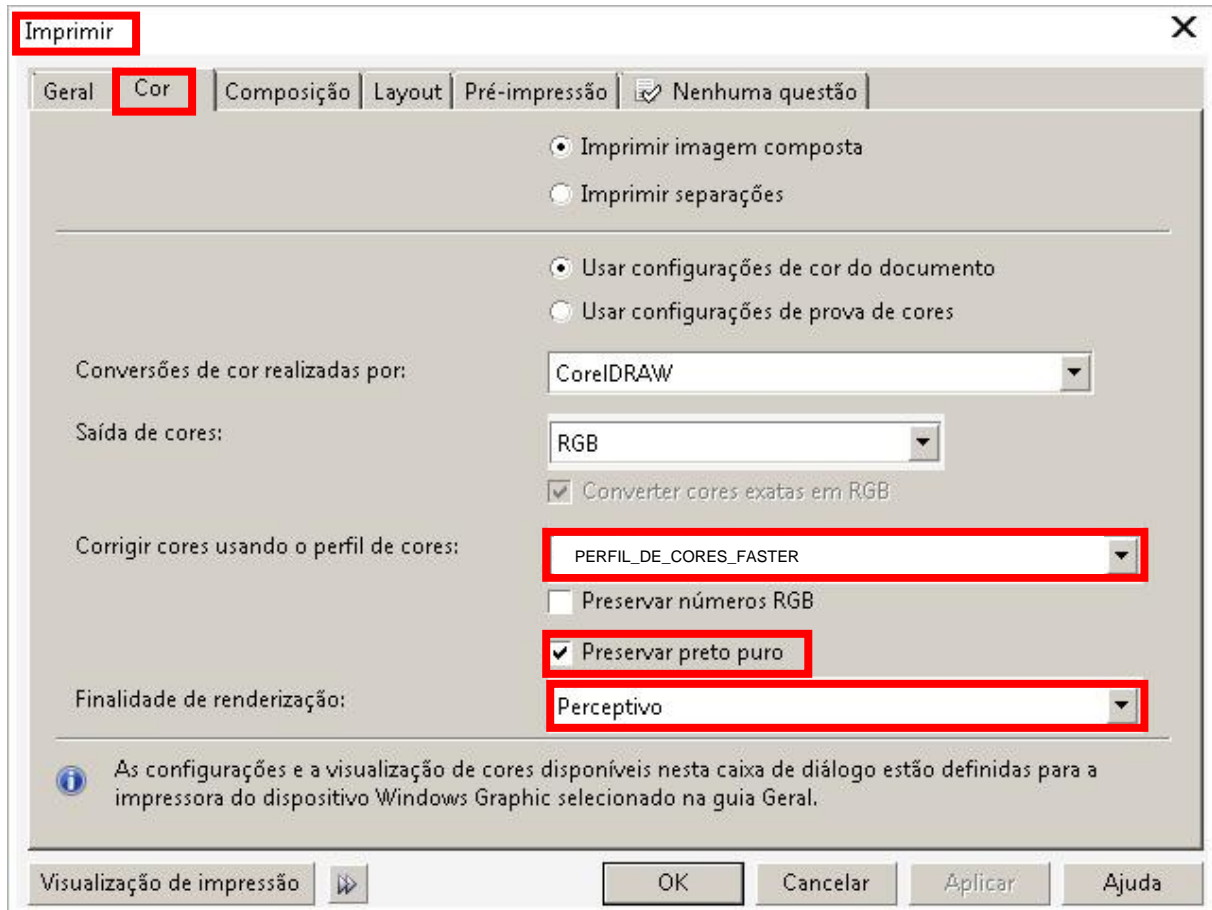 Imprimir
Geral Cor Composição Layout Pré-impressão Nenhuma questão
Imprimir imagem composta
Imprimir separações
Usar configurações de cor do documento
Usar configurações de prova de cores
Conversões de cor realizadas por: CorelDRAW
Saída de cores: RGB
Converter cores exatas em RGB
Corrigir cores usando o perfil de cores: PERFIL_DE_CORES_FASTER
Preservar números RGB
Preservar preto puro
Finalidade de renderização: Perceptivo
As configurações e a visualização de cores disponíveis nesta caixa de diálogo estão definidas para a
impressora do dispositivo Windows Graphic selecionado na guia Geral.
Visualização de impressão OK Cancelar Aplicar Ajuda